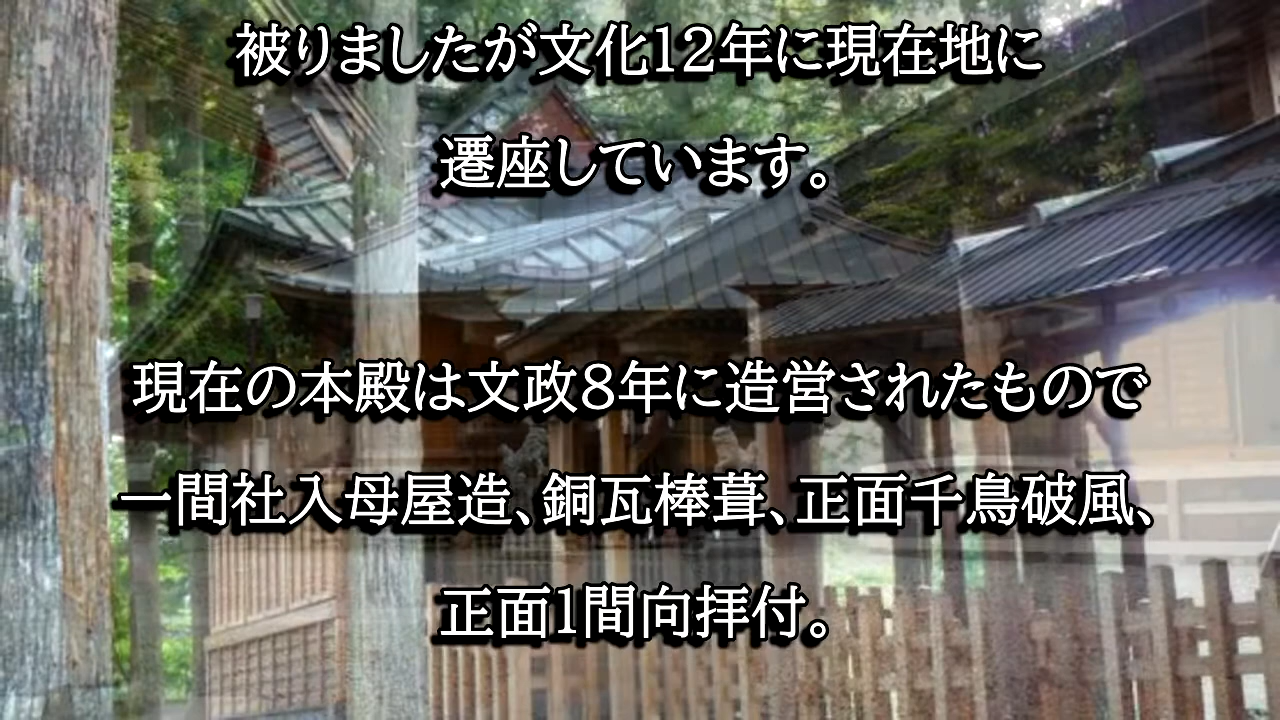 被りましたが文化12年に現在地に
遷座しています。
現在の本殿は文政8年に造営されたもので
一間社入母屋造、銅瓦棒葺、正面千鳥破風、
正面1間向拝付。